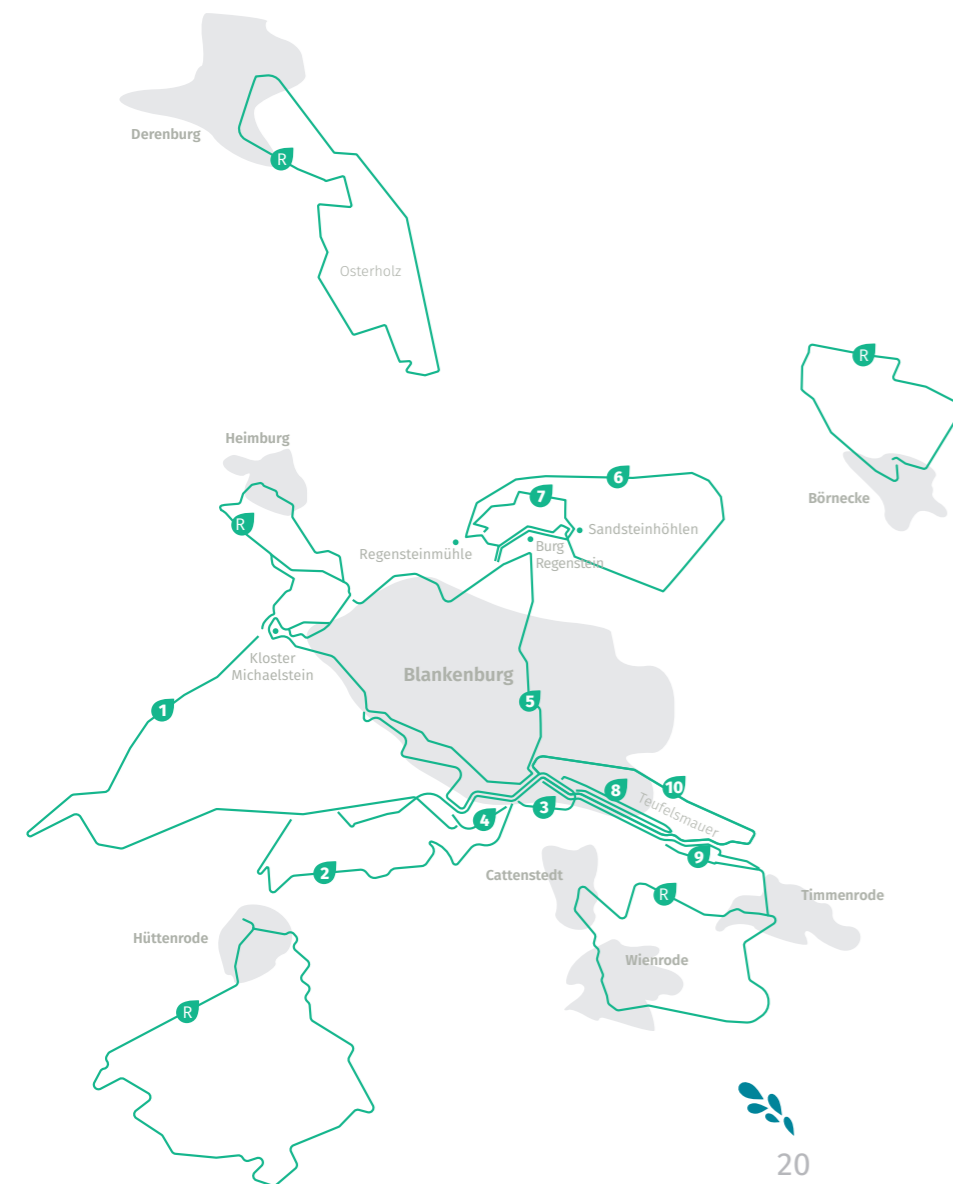 Derenburg
R
Osterholz
R
Heimburg
Börnecke
6
7
R
Sandsteinhöhlen
Regensteinmühle
Burg
Regenstein
Kloster
Michaelstein
Blankenburg
1
5
10
8
Teufelsmauer
3
4
9
2
Cattenstedt
R
Timmenrode
Hüttenrode
Wienrode
R
20